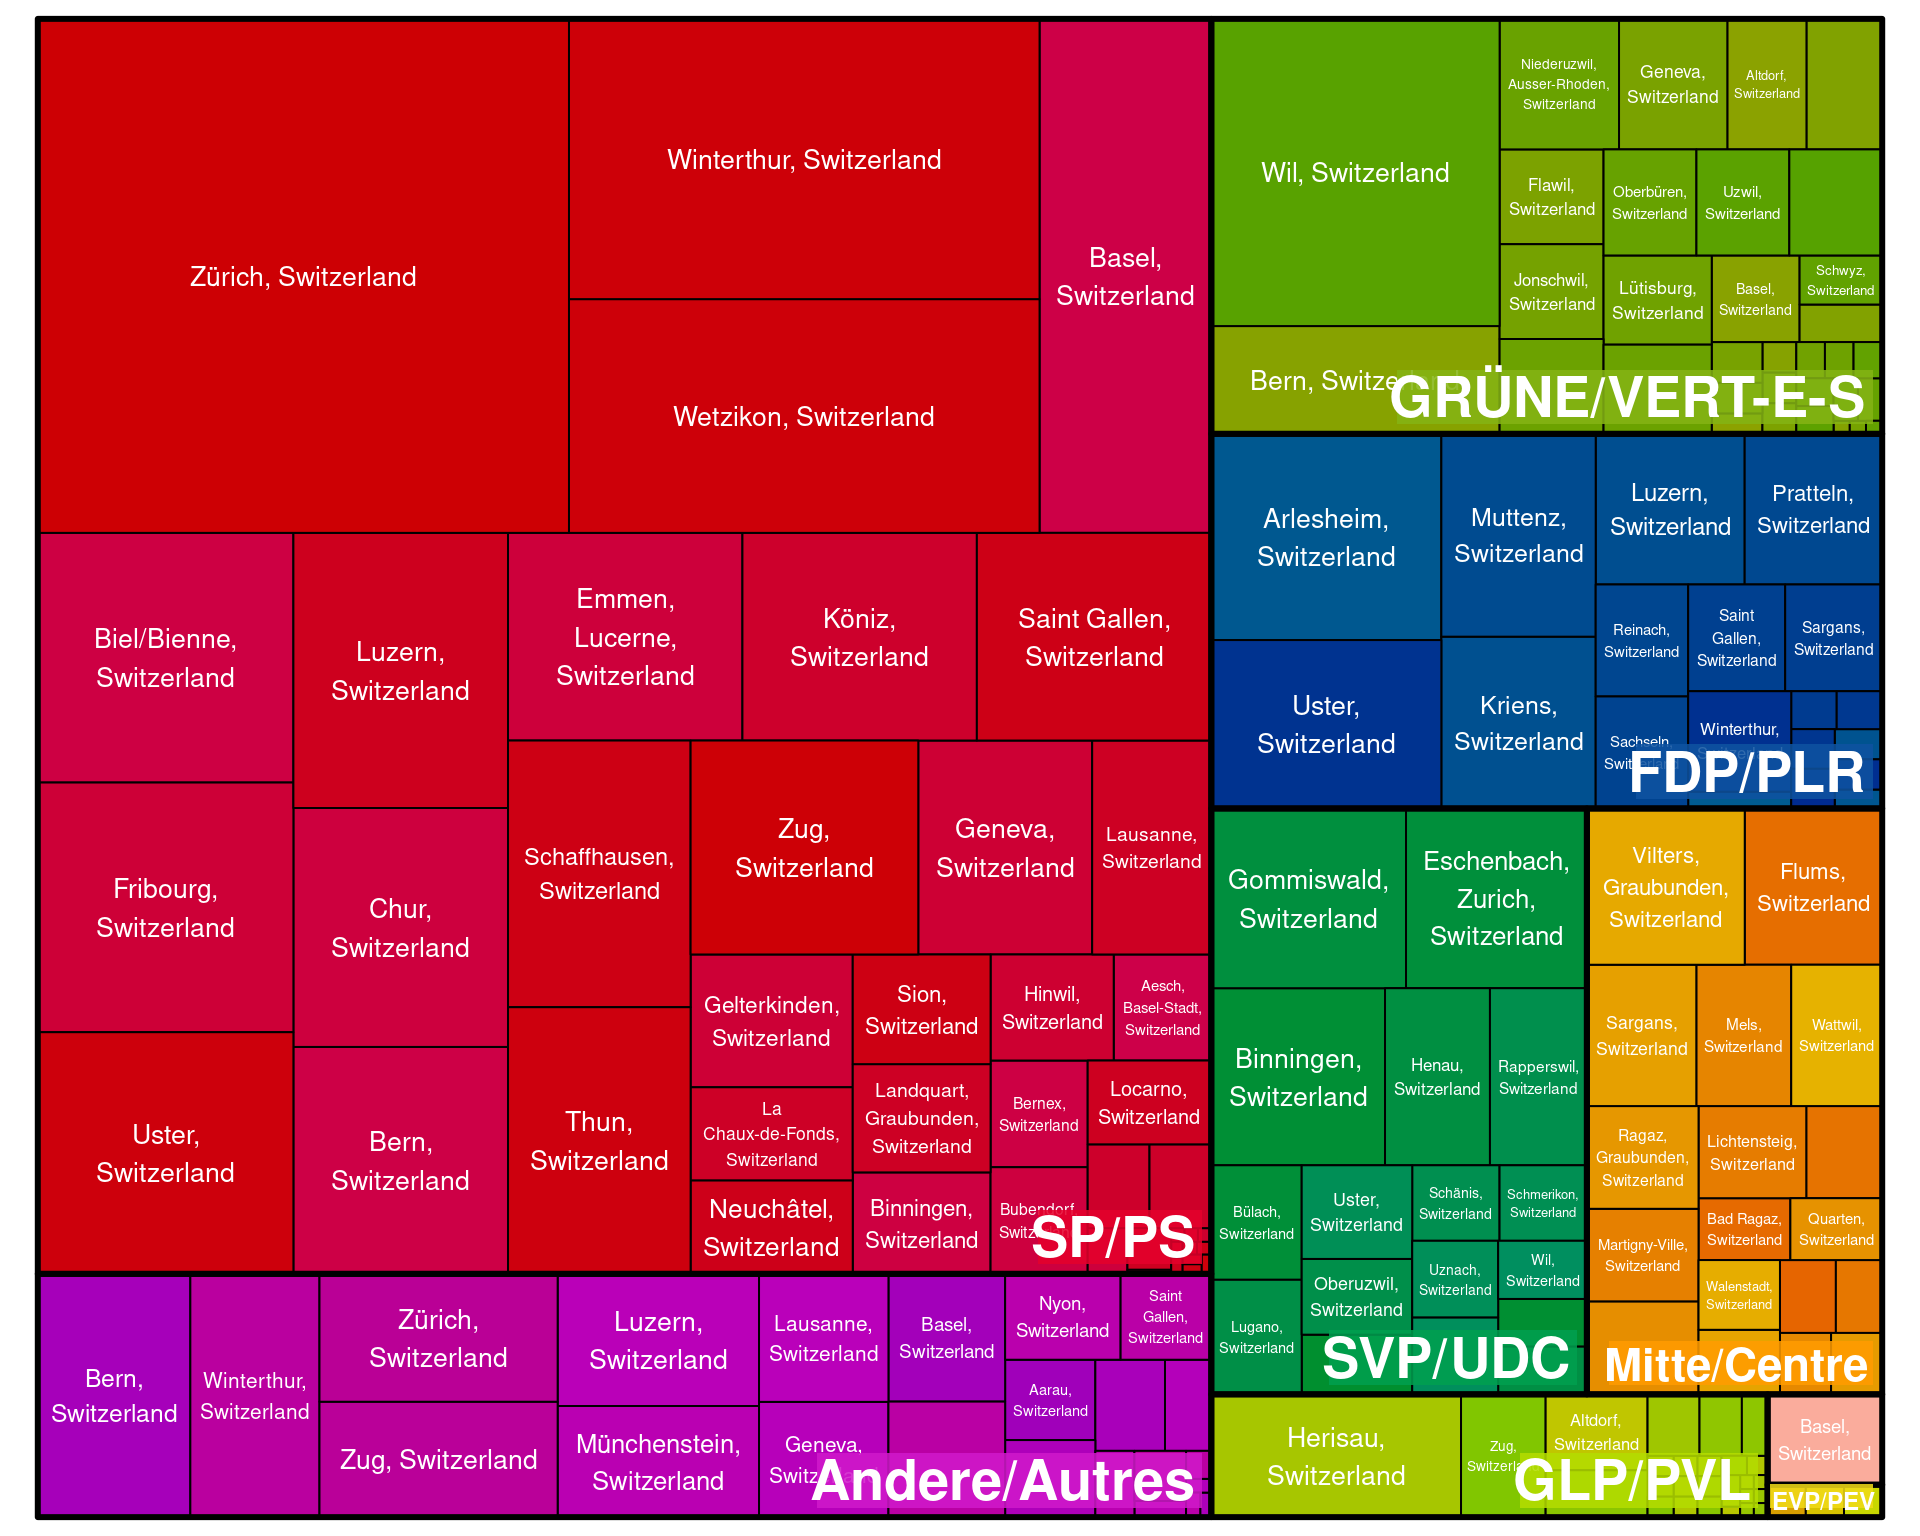 Zürich, Switzerland
Winterthur, Switzerland
Wetzikon, Switzerland
Basel,
Switzerland
Biel/Bienne,
Switzerland
Fribourg,
Switzerland
Uster,
Switzerland
Luzern,
Switzerland
Chur,
Switzerland
Bern,
Switzerland
Emmen,
Lucerne,
Switzerland
Köniz,
Switzerland
Saint Gallen,
Switzerland
Schaffhausen,
Switzerland
Thun,
Switzerland
Zug,
Switzerland
Geneva,
Switzerland
Lausanne,
Switzerland
Gelterkinden,
Switzerland
La
Chaux-de-Fonds,
Switzerland
Neuchâtel,
Switzerland
Sion,
Switzerland
Landquart,
Graubunden,
Switzerland
Binningen,
Switzerland
Hinwil,
Switzerland
Aesch,
Basel-Stadt,
Switzerland
Bernex,
Switzerland
Locarno,
Switzerland
Bubendorf,
SP/PS
Bern,
Switzerland
Winterthur,
Switzerland
Zürich,
Switzerland
Zug, Switzerland
Luzern,
Switzerland
Münchenstein,
Switzerland
Lausanne,
Switzerland
Geneva,
Basel,
Switzerland
Nyon,
Switzerland
Saint
Gallen,
Switzerland
Aarau,
Switzerland
Andere/Autres
Wil, Switzerland
Bern, Switzerland
Niederuzwil,
Ausser-Rhoden,
Switzerland
Geneva,
Switzerland
Altdorf,
Switzerland
Flawil,
Switzerland
Oberbüren,
Switzerland
Uzwil,
Switzerland
Jonschwil,
Switzerland
Lütisburg,
Switzerland
Basel,
Switzerland
Schwyz,
Switzerland
GRÜNE/VERT-E-S
Arlesheim,
Switzerland
Uster,
Switzerland
Muttenz,
Switzerland
Kriens,
Switzerland
Luzern,
Switzerland
Pratteln,
Switzerland
Reinach,
Switzerland
Saint
Gallen,
Switzerland
Sargans,
Switzerland
Sachseln,
Switzerland
Winterthur,
Switzerland
FDP/PLR
Gommiswald,
Switzerland
Eschenbach,
Zurich,
Switzerland
Binningen,
Switzerland
Henau,
Switzerland
Rapperswil,
Switzerland
Bülach,
Switzerland
Lugano,
Switzerland
Uster,
Switzerland
Oberuzwil,
Switzerland
Schänis,
Switzerland
Schmerikon,
Switzerland
Uznach,
Switzerland
Wil,
Switzerland
SVP/UDC
Vilters,
Graubunden,
Switzerland
Flums,
Switzerland
Sargans,
Switzerland
Mels,
Switzerland
Wattwil,
Switzerland
Ragaz,
Graubunden,
Switzerland
Lichtensteig,
Switzerland
Martigny-Ville,
Switzerland
Bad Ragaz,
Switzerland
Quarten,
Switzerland
Walenstadt,
Switzerland
Mitte/Centre
Herisau,
Switzerland
Zug,
Switzerland
Altdorf,
Switzerland
GLP/PVL
Basel,
Switzerland
EVP/PEV